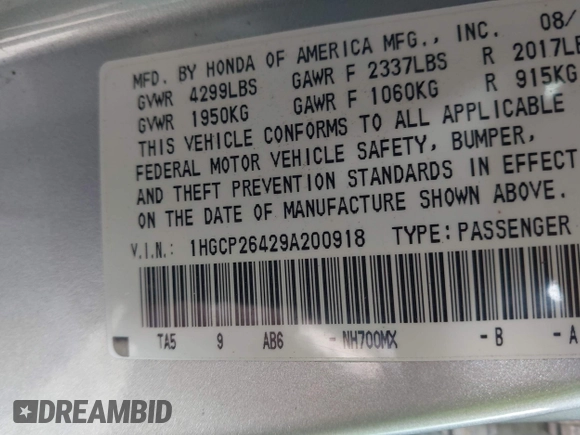 MFD. BY HONDA OF AMERICA MFG., INC. 08/
GVWR 4299LBS GAWR F 2337LBS R 2017LB
GVWR 1950KG GAWR F 1060KG R 915KG
THIS VEHICLE CONFORMS TO ALL APPLICABLE
FEDERAL MOTOR VEHICLE SAFETY, BUMPER,
AND THEFT PREVENTION STANDARDS IN EFFECT
ON THE DATE OF MANUFACTURE SHOWN ABOVE.
V.I.N.: 1HGCP26429A200918 TYPE: PASSENGER
TA5 9 AB6 - NH700MX - B - A
DREAMBID